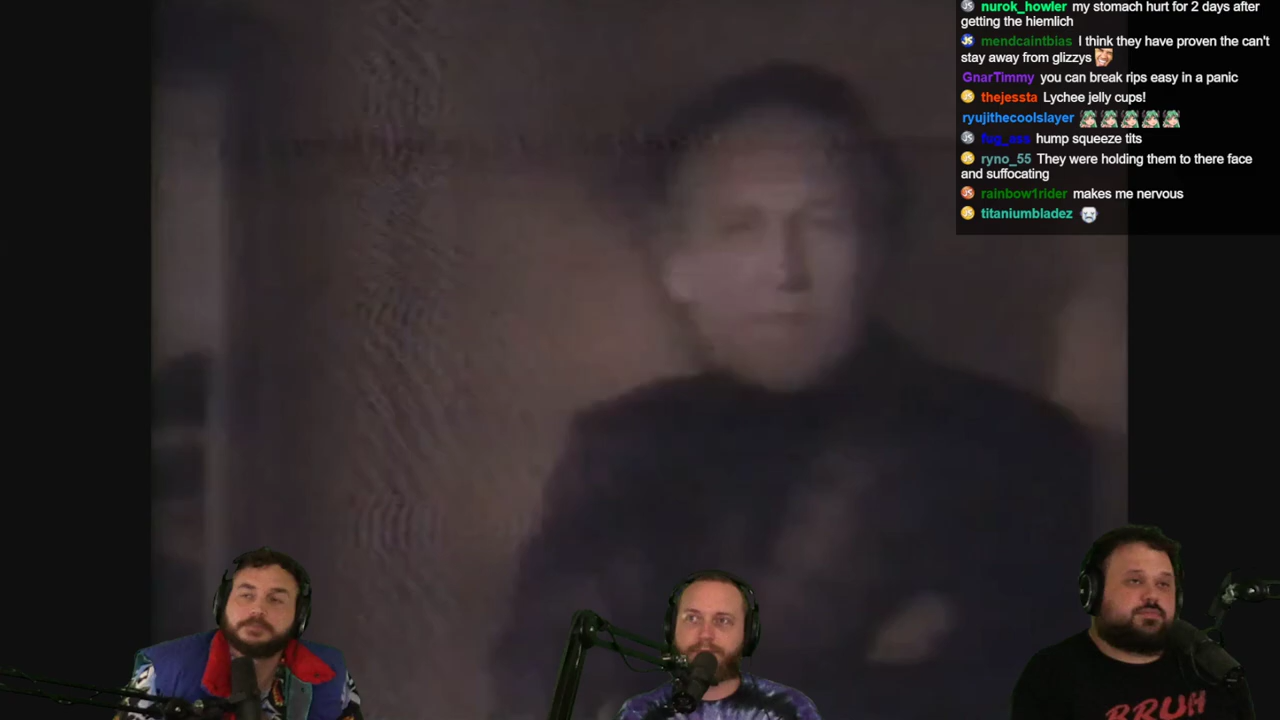 nurok_howler my stomach hurt for 2 days after
getting the hiemlich
mendcaintbias I think they have proven the can't
stay away from glizzys
GnarTimmy you can break rips easy in a panic
thejessta Lychee jelly cups!
ryujithecoolslayer
fug_ass hump squeeze tits
ryno_55 They were holding them to there face
and suffocating
rainbow1rider makes me nervous
titaniumbladez
BRUH